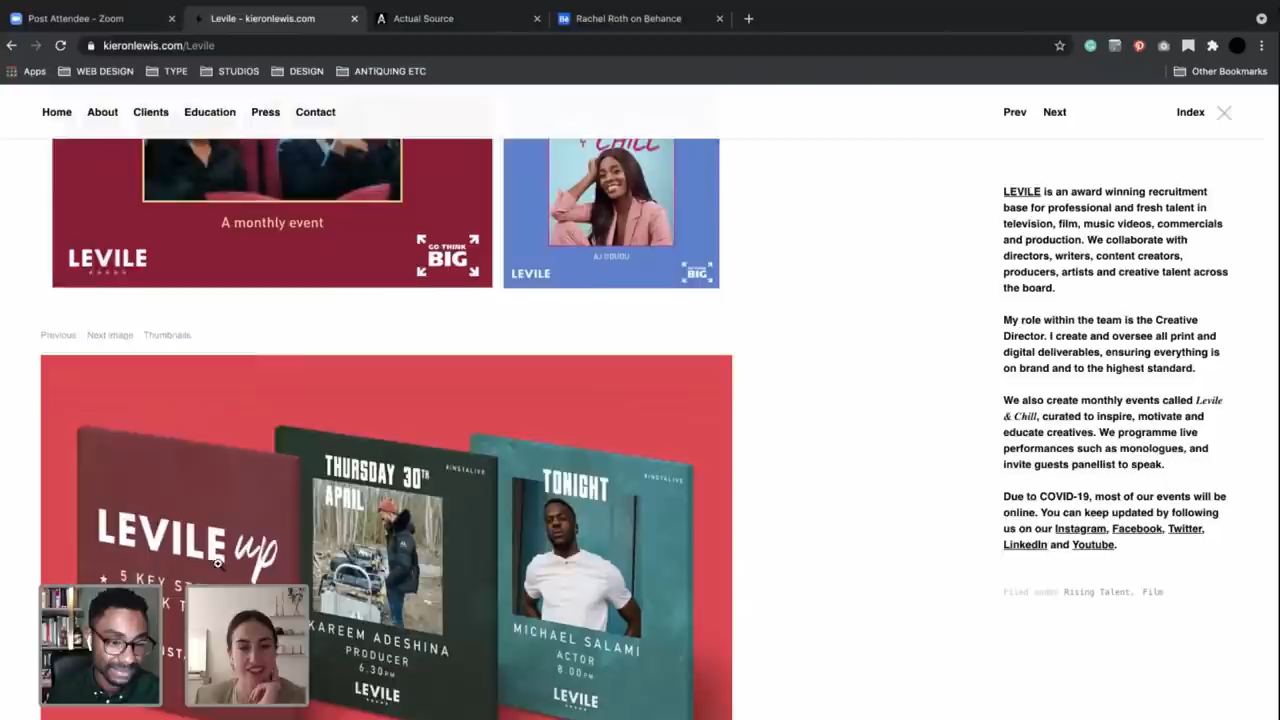 Post Attendee - Zoom
Levile - kieronlewis.com
Actual Source
Rachel Roth on Behance
kieronlewis.com/Levile
Apps
WEB DESIGN
TYPE
STUDIOS
DESIGN
ANTIQUING ETC
Other Bookmarks
Home
About
Clients
Education
Press
Contact
Prev
Next
Index
CHILL
A monthly event
LEVILE
GO THINK
BIG
AJ ODUDU
LEVILE
BIG
Previous
Next image
Thumbnails
LEVILE up
5 KEY
THURSDAY 30TH
APRIL
#INSTALIVE
KAREEM ADESHINA
PRODUCER
6.30PM
LEVILE
TONIGHT
#INSTALIVE
MICHAEL SALAMI
ACTOR
8.00PM
LEVILE
LEVILE is an award winning recruitment
base for professional and fresh talent in
television, film, music videos, commercials
and production. We collaborate with
directors, writers, content creators,
producers, artists and creative talent across
the board.
My role within the team is the Creative
Director. I create and oversee all print and
digital deliverables, ensuring everything is
on brand and to the highest standard.
We also create monthly events called Levile
& Chill, curated to inspire, motivate and
educate creatives. We programme live
performances such as monologues, and
invite guests panellist to speak.
Due to COVID-19, most of our events will be
online. You can keep updated by following
us on our Instagram, Facebook, Twitter,
LinkedIn and Youtube.
Filed under Rising Talent, Film